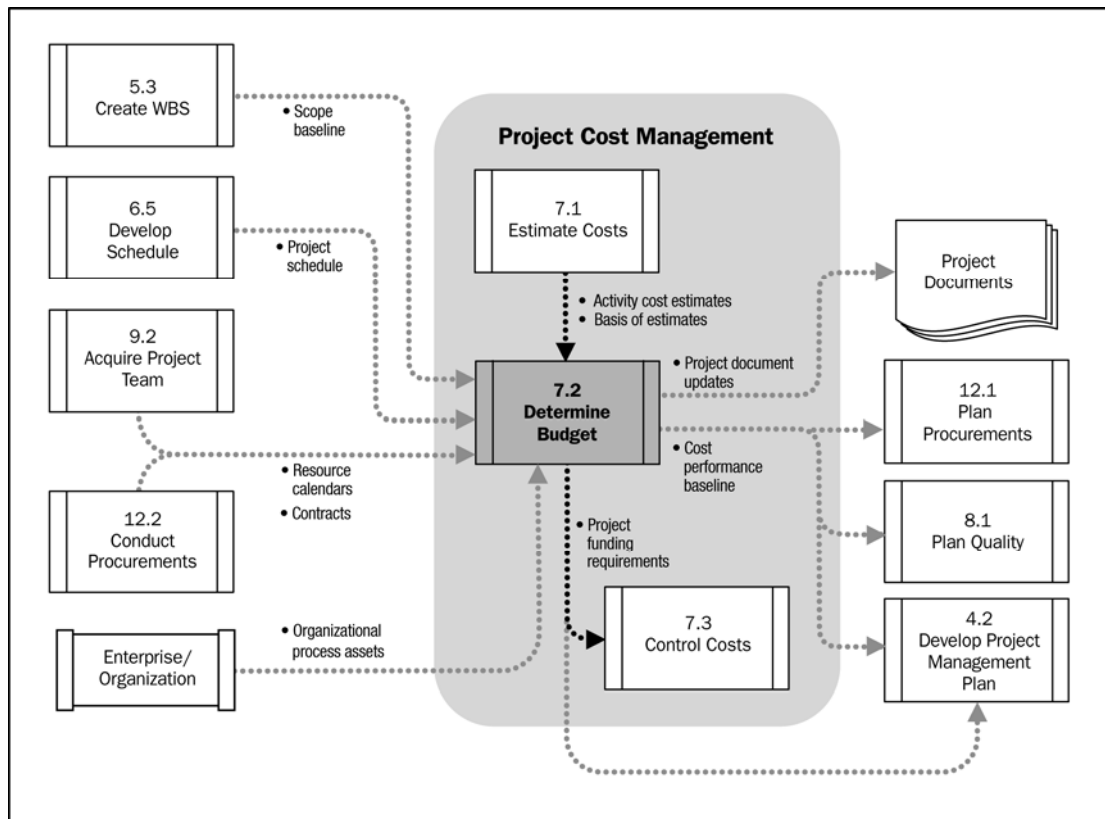 5.3
Create WBS
• Scope
baseline
6.5
Develop
Schedule
• Project
schedule
9.2
Acquire Project
Team
12.2
Conduct
Procurements
• Resource
calendars
• Contracts
Enterprise/
Organization
• Organizational
process assets
Project Cost Management
7.1
Estimate Costs
• Activity cost estimates
• Basis of estimates
7.2
Determine
Budget
• Project document
updates
• Cost
performance
baseline
• Project
funding
requirements
7.3
Control Costs
Project
Documents
12.1
Plan
Procurements
8.1
Plan Quality
4.2
Develop Project
Management
Plan